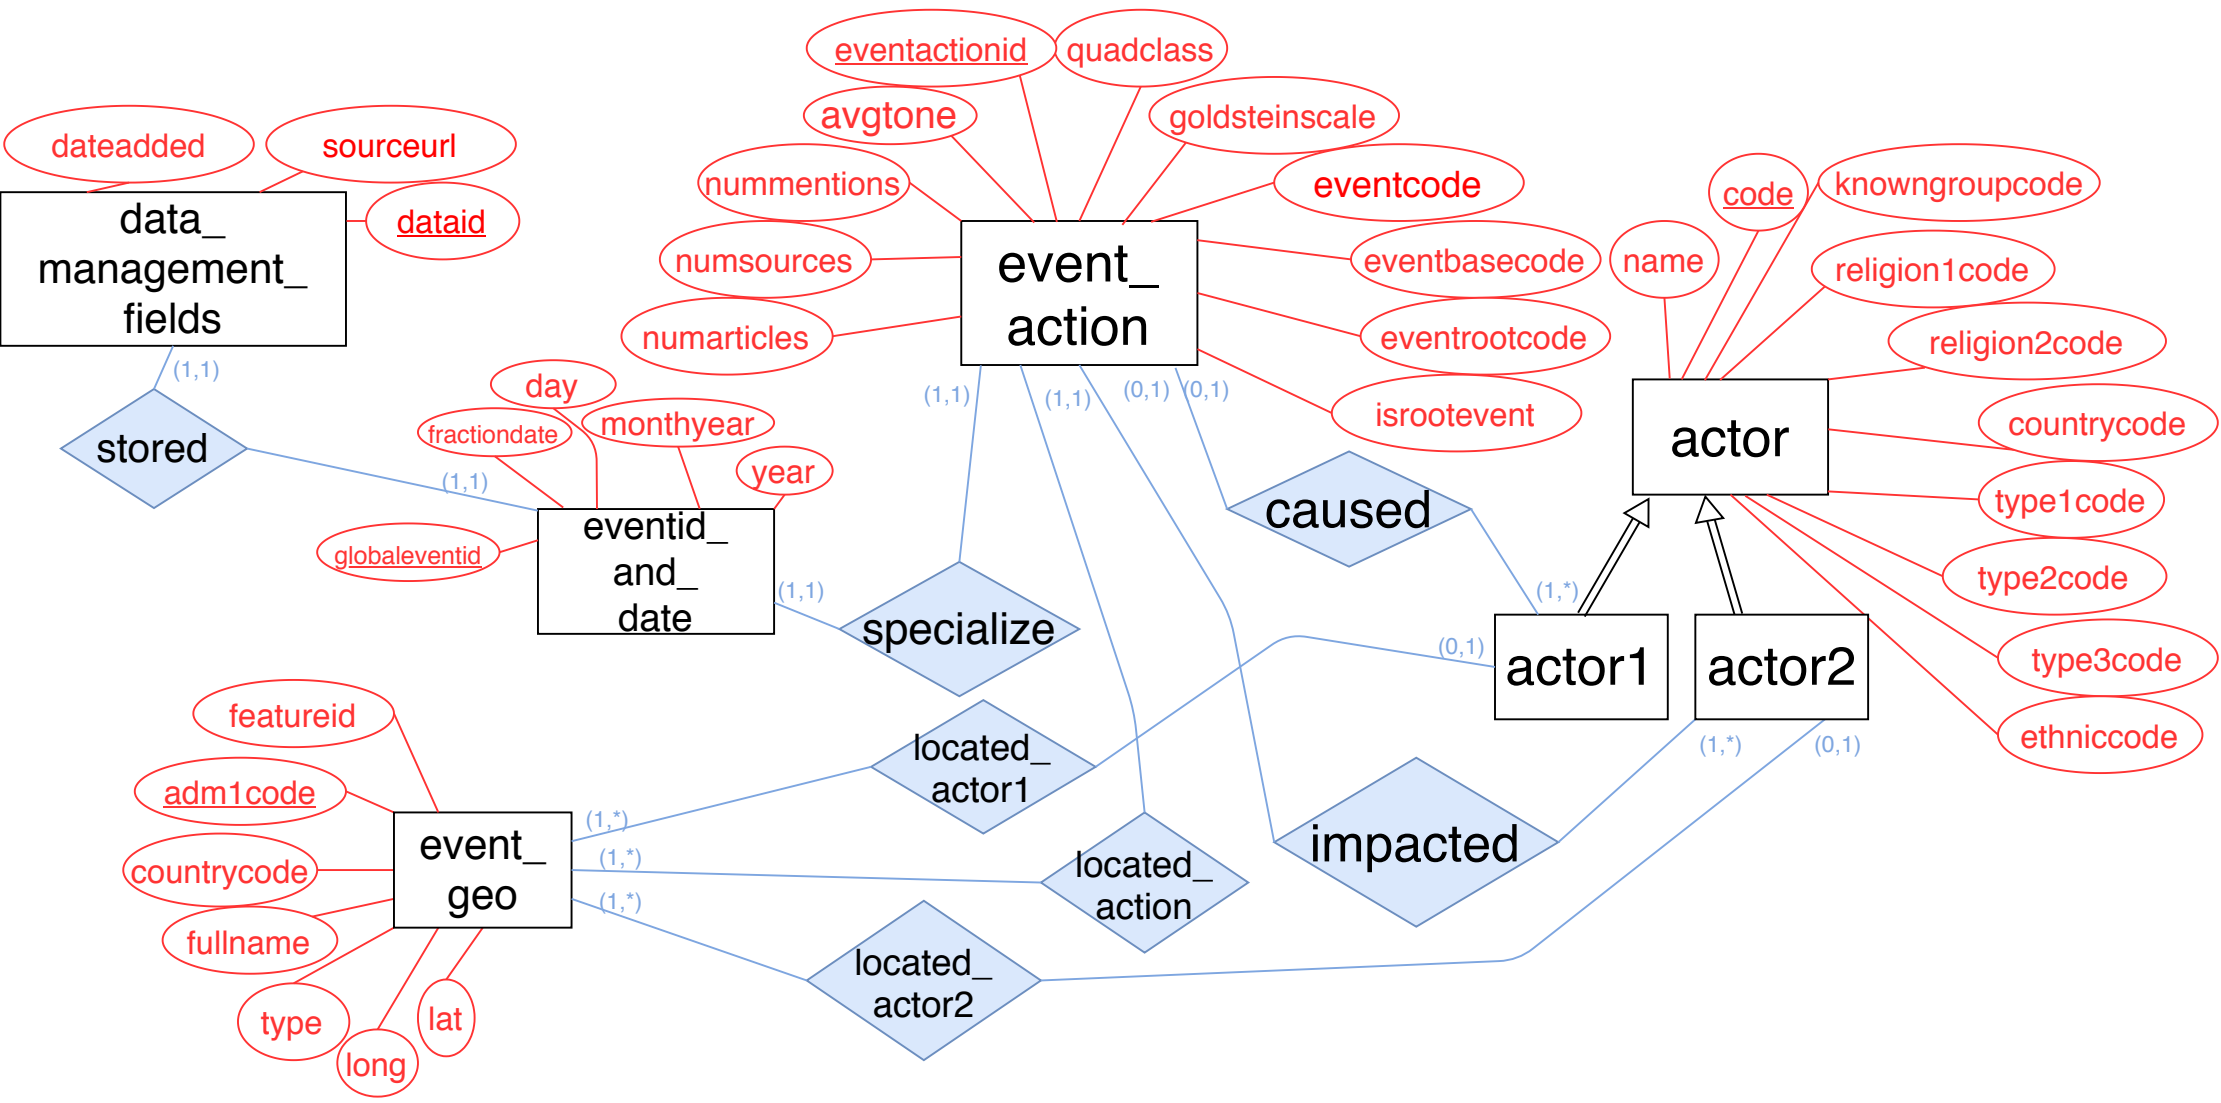 eventactionid
quadclass
avgtone
goldsteinscale
dateadded
sourceurl
nummentions
eventcode
code
knowngroupcode
dataid
data_
management_
fields
numsources
event_
action
eventbasecode
name
religion1code
numarticles
eventrootcode
religion2code
(1,1)
day
(1,1)
(1,1)
(0,1)
(0,1)
isrootevent
actor
countrycode
stored
fractiondate
monthyear
year
(1,1)
caused
type1code
globaleventid
eventid_
and_
date
(1,1)
specialize
(1,*)
type2code
(0,1)
actor1
actor2
type3code
featureid
located_
actor1
(1,*)
(0,1)
ethniccode
adm1code
event_
geo
(1,*)
(1,*)
(1,*)
impacted
located_
action
countrycode
fullname
located_
actor2
type
long
lat